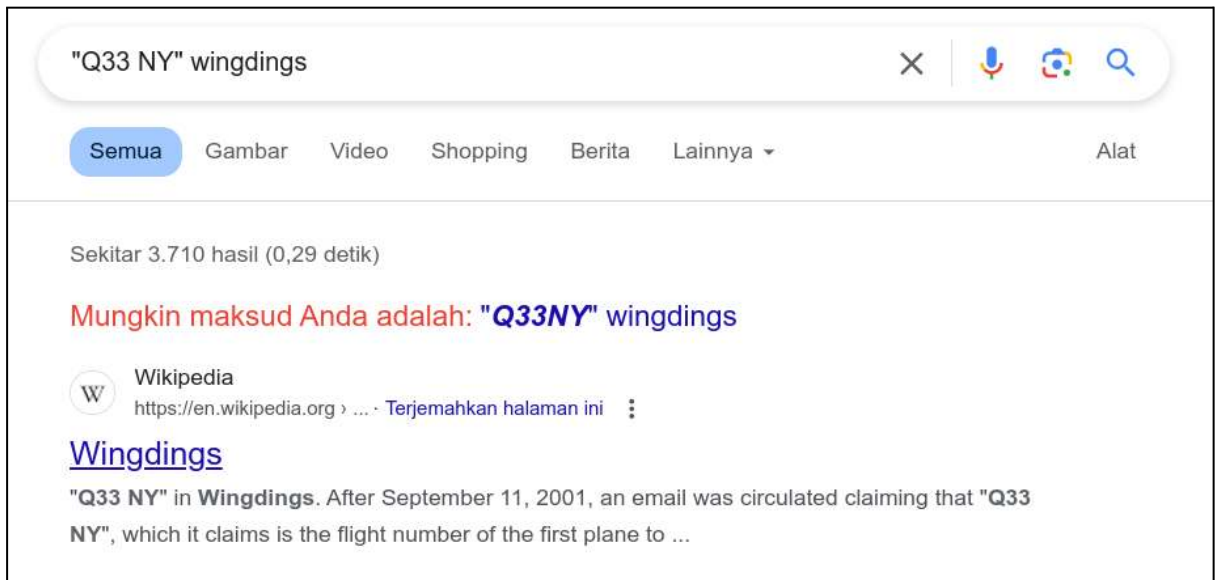 "Q33 NY" wingdings
Semua Gambar Video Shopping Berita Lainnya Alat
Sekitar 3.710 hasil (0,29 detik)
Mungkin maksud Anda adalah: "Q33NY" wingdings
W
Wikipedia
https://en.wikipedia.org › ... · Terjemahkan halaman ini
Wingdings
"Q33 NY" in Wingdings. After September 11, 2001, an email was circulated claiming that "Q33
NY", which it claims is the flight number of the first plane to ...